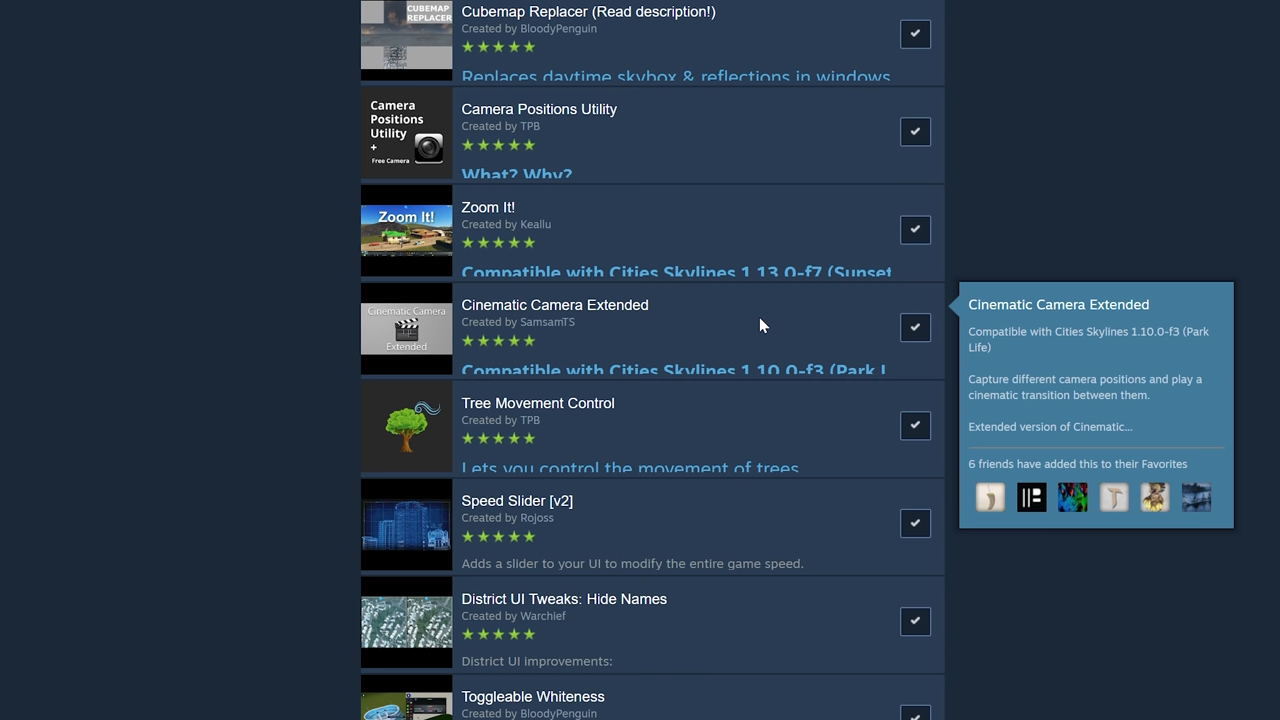 CUBEMAP
REPLACER
Cubemap Replacer (Read description!)
Created by BloodyPenguin
Replaces daytime skybox & reflections in windows
Camera
Positions
Utility
+
Free Camera
Camera Positions Utility
Created by TPB
What? Why?
Zoom It!
Zoom It!
Created by Keallu
Compatible with Cities Skylines 1.13.0-f7 (Sunset
Cinematic Camera
Extended
Cinematic Camera Extended
Created by SamsamTS
Compatible with Cities Skylines 1.10.0-f3 (Park L
Tree Movement Control
Created by TPB
Lets you control the movement of trees
Speed Slider [v2]
Created by Rojoss
Adds a slider to your UI to modify the entire game speed.
District UI Tweaks: Hide Names
Created by Warchief
District UI improvements:
Toggleable Whiteness
Created by BloodyPenguin
Cinematic Camera Extended
Compatible with Cities Skylines 1.10.0-f3 (Park
Life)
Capture different camera positions and play a
cinematic transition between them.
Extended version of Cinematic...
6 friends have added this to their Favorites